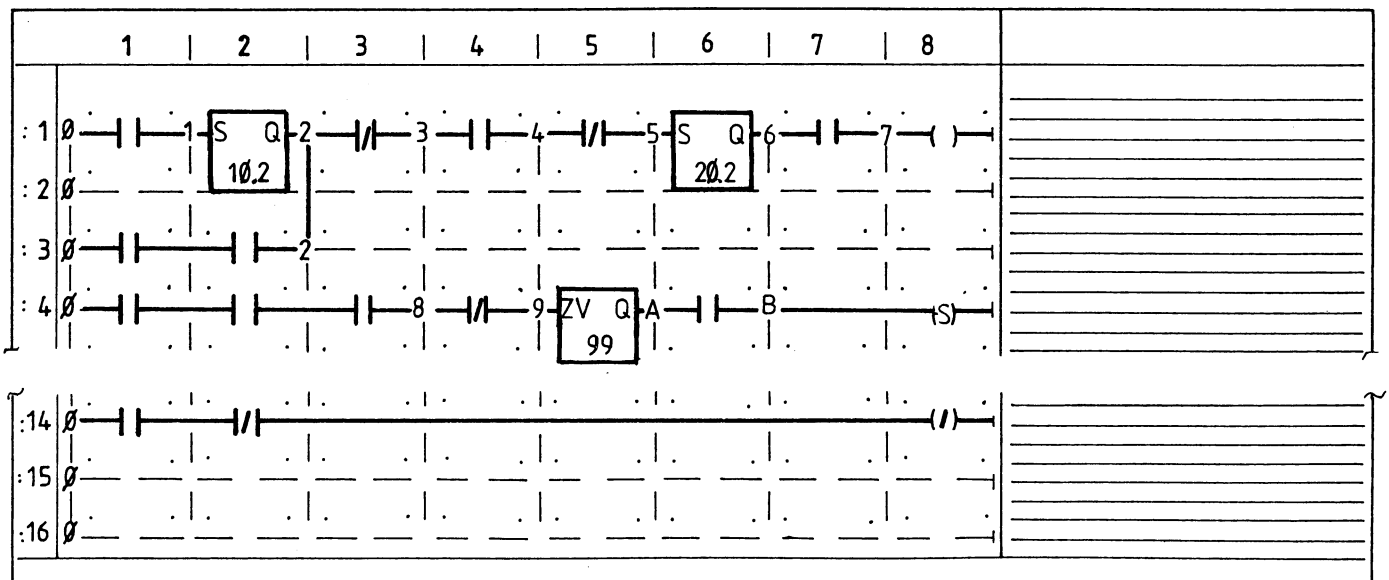 1 2 3 4 5 6 7 8
:1 Ø 1 S Q 2 3 4 5 S Q 6 7 ( )
10.2 20.2
:2 Ø
:3 Ø 2
:4 Ø 8 9 ZV Q A B (S)
99
:14 Ø (/)
:15 Ø
:16 Ø